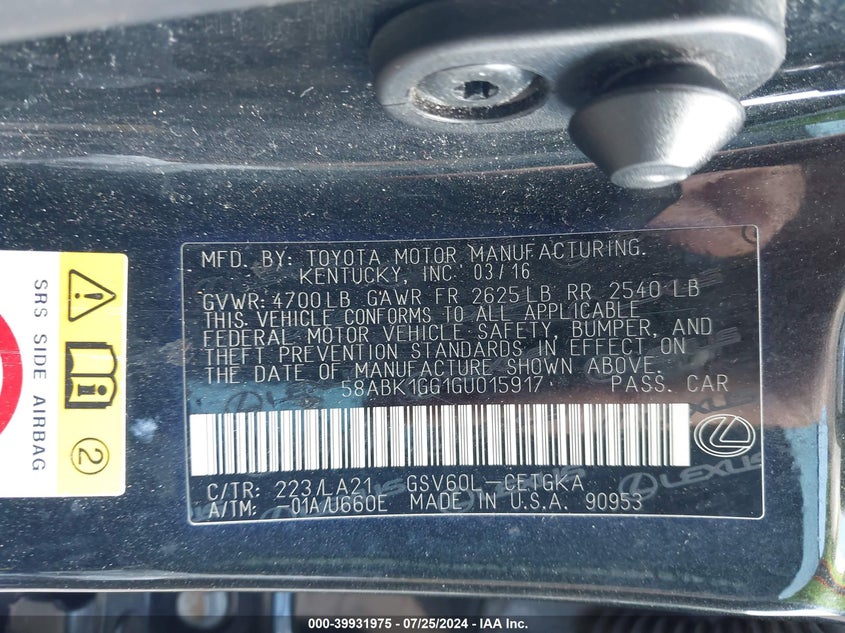 MFD. BY: TOYOTA MOTOR MANUFACTURING.
KENTUCKY, INC. 03/16
GVWR: 4700LB GAWR FR 2625LB RR 2540LB
THIS VEHICLE CONFORMS TO ALL APPLICABLE
FEDERAL MOTOR VEHICLE SAFETY, BUMPER, AND
THEFT PREVENTION STANDARDS IN EFFECT ON
THE DATE OF MANUFACTURE SHOWN ABOVE.
58ABK1GG1GU015917 PASS. CAR
C/TR: 223/LA21 GSV60L-CETGKA
A/TM: -01A/U660E MADE IN U.S.A. 90953
LEXUS
SRS SIDE AIRBAG
2
000-39931975 - 07/25/2024 - IAA Inc.